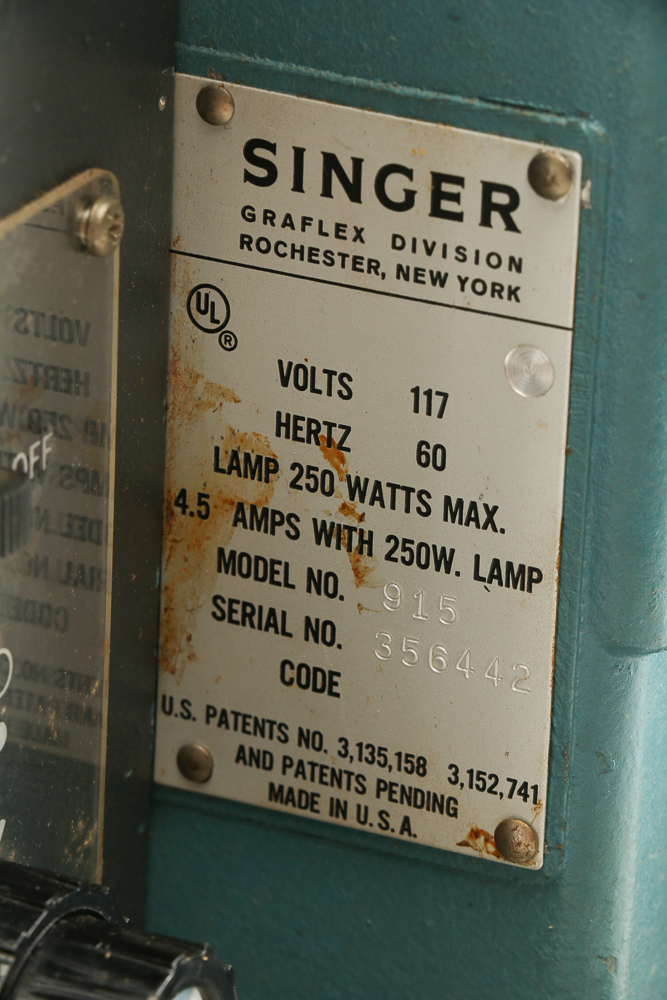 SINGER
GRAFLEX DIVISION
ROCHESTER, NEW YORK
UL
®
VOLTS 117
HERTZ 60
LAMP 250 WATTS MAX.
4.5 AMPS WITH 250W. LAMP
MODEL NO. 915
SERIAL NO. 356442
CODE
U.S. PATENTS NO. 3,135,158 3,152,741
AND PATENTS PENDING
MADE IN U.S.A.
OFF